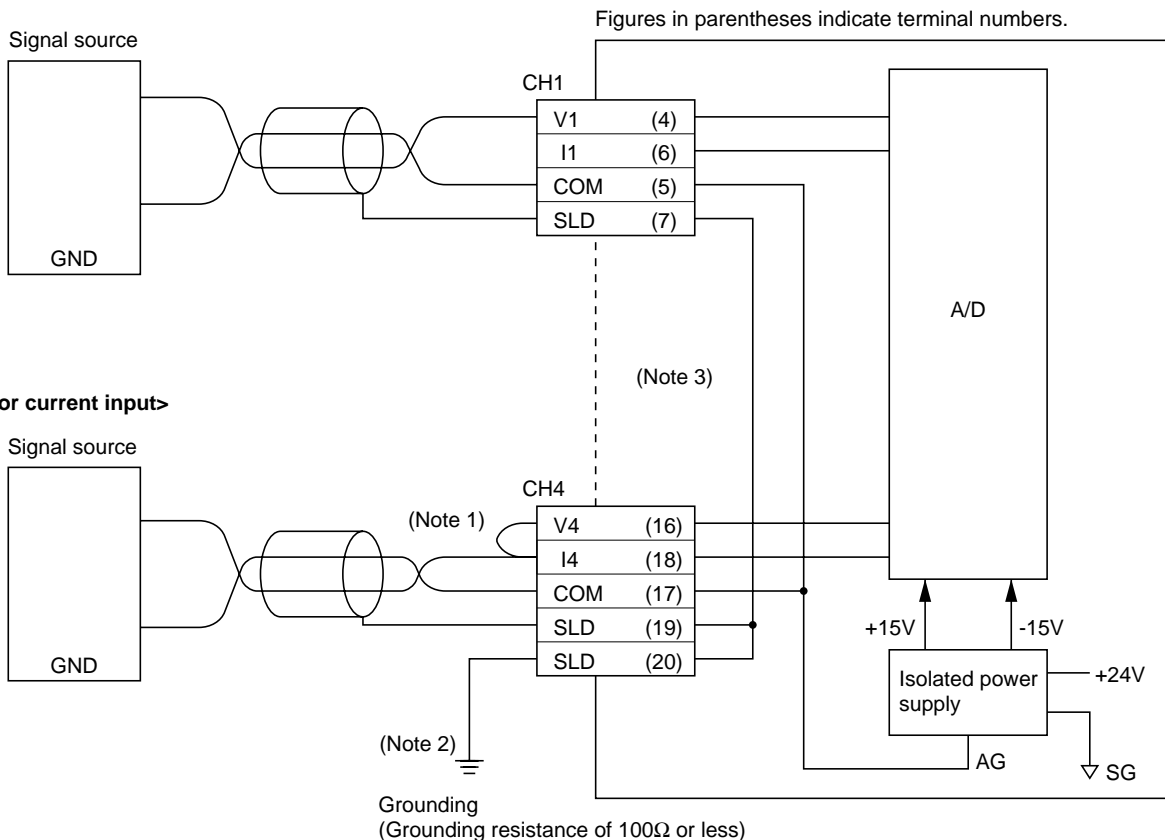 Figures in parentheses indicate terminal numbers.
Signal source
GND
CH1
V1 (4)
I1 (6)
COM (5)
SLD (7)
A/D
(Note 3)
or current input>
Signal source
GND
(Note 1)
CH4
V4 (16)
I4 (18)
COM (17)
SLD (19)
SLD (20)
+15V -15V
Isolated power
supply
+24V
AG
SG
(Note 2)
Grounding
(Grounding resistance of 100Ω or less)